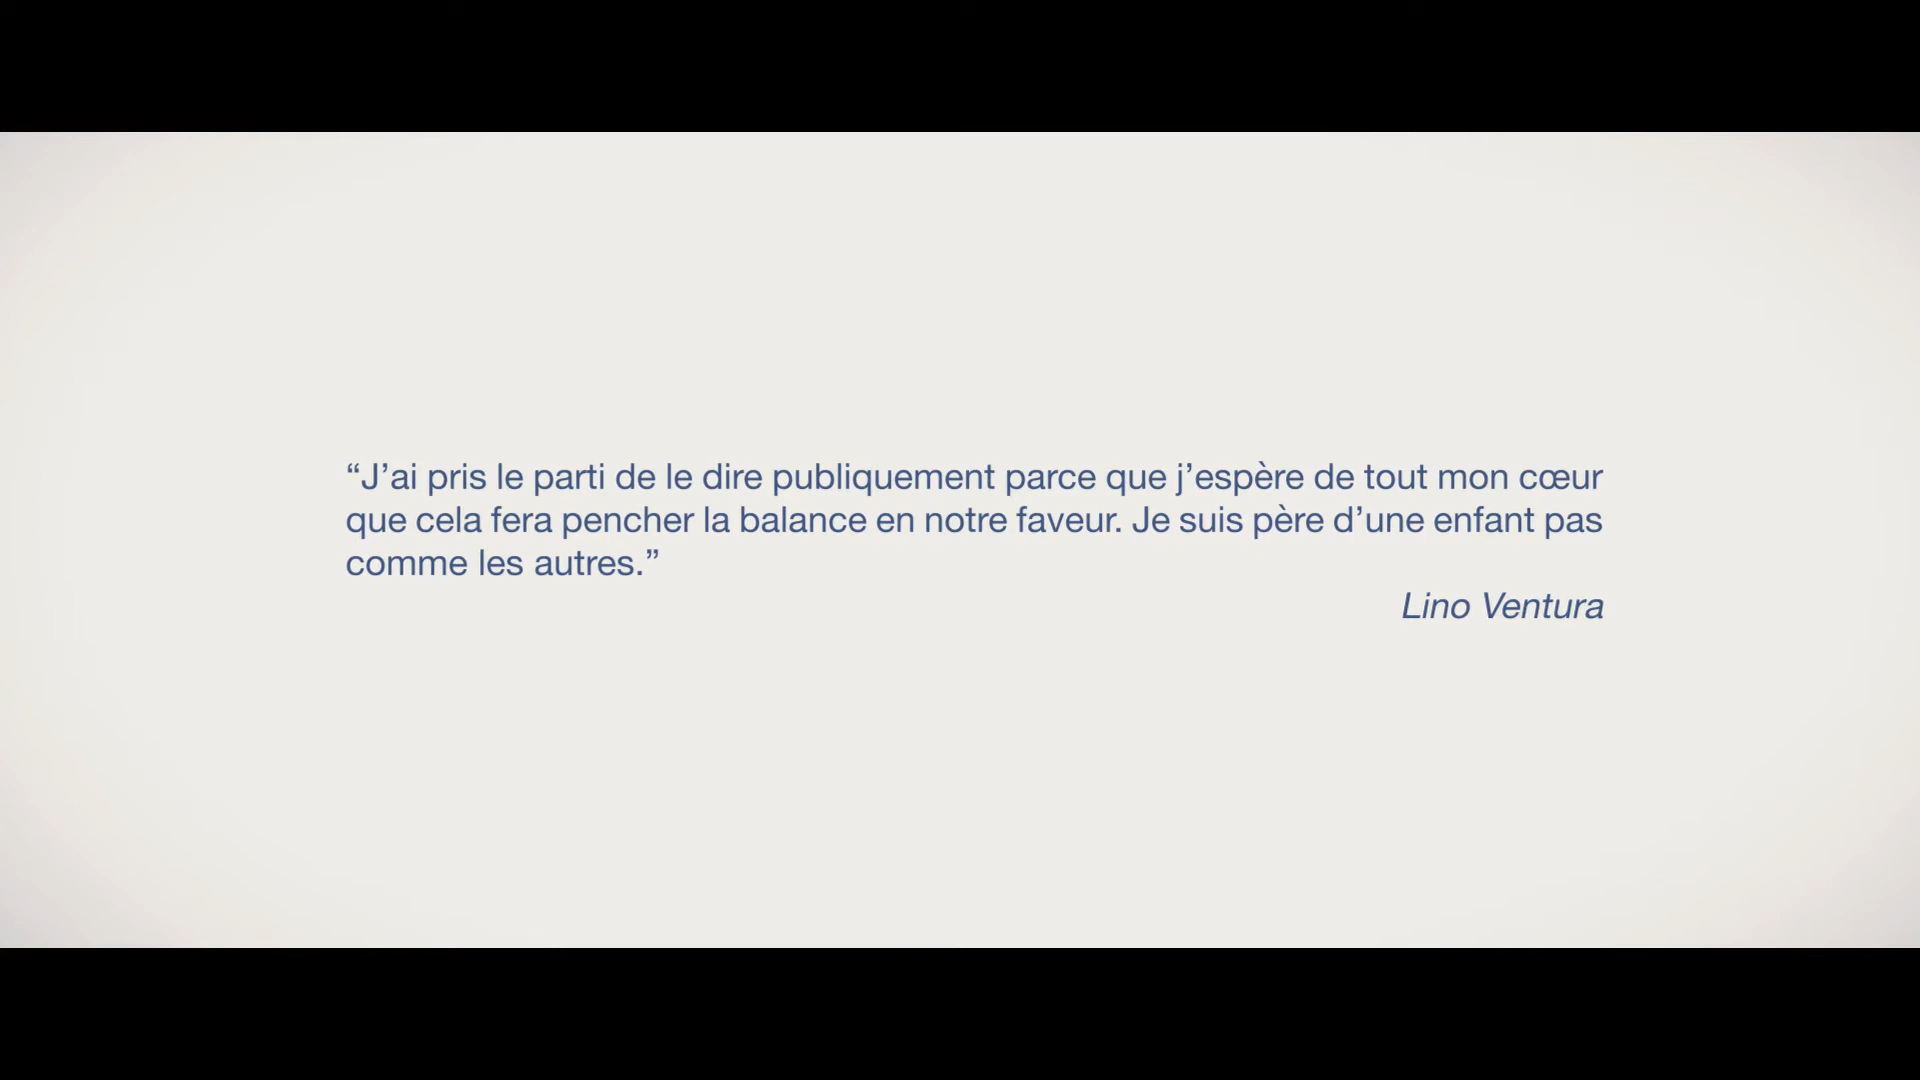 “J’ai pris le parti de le dire publiquement parce que j’espère de tout mon cœur
que cela fera pencher la balance en notre faveur. Je suis père d’une enfant pas
comme les autres.”
Lino Ventura